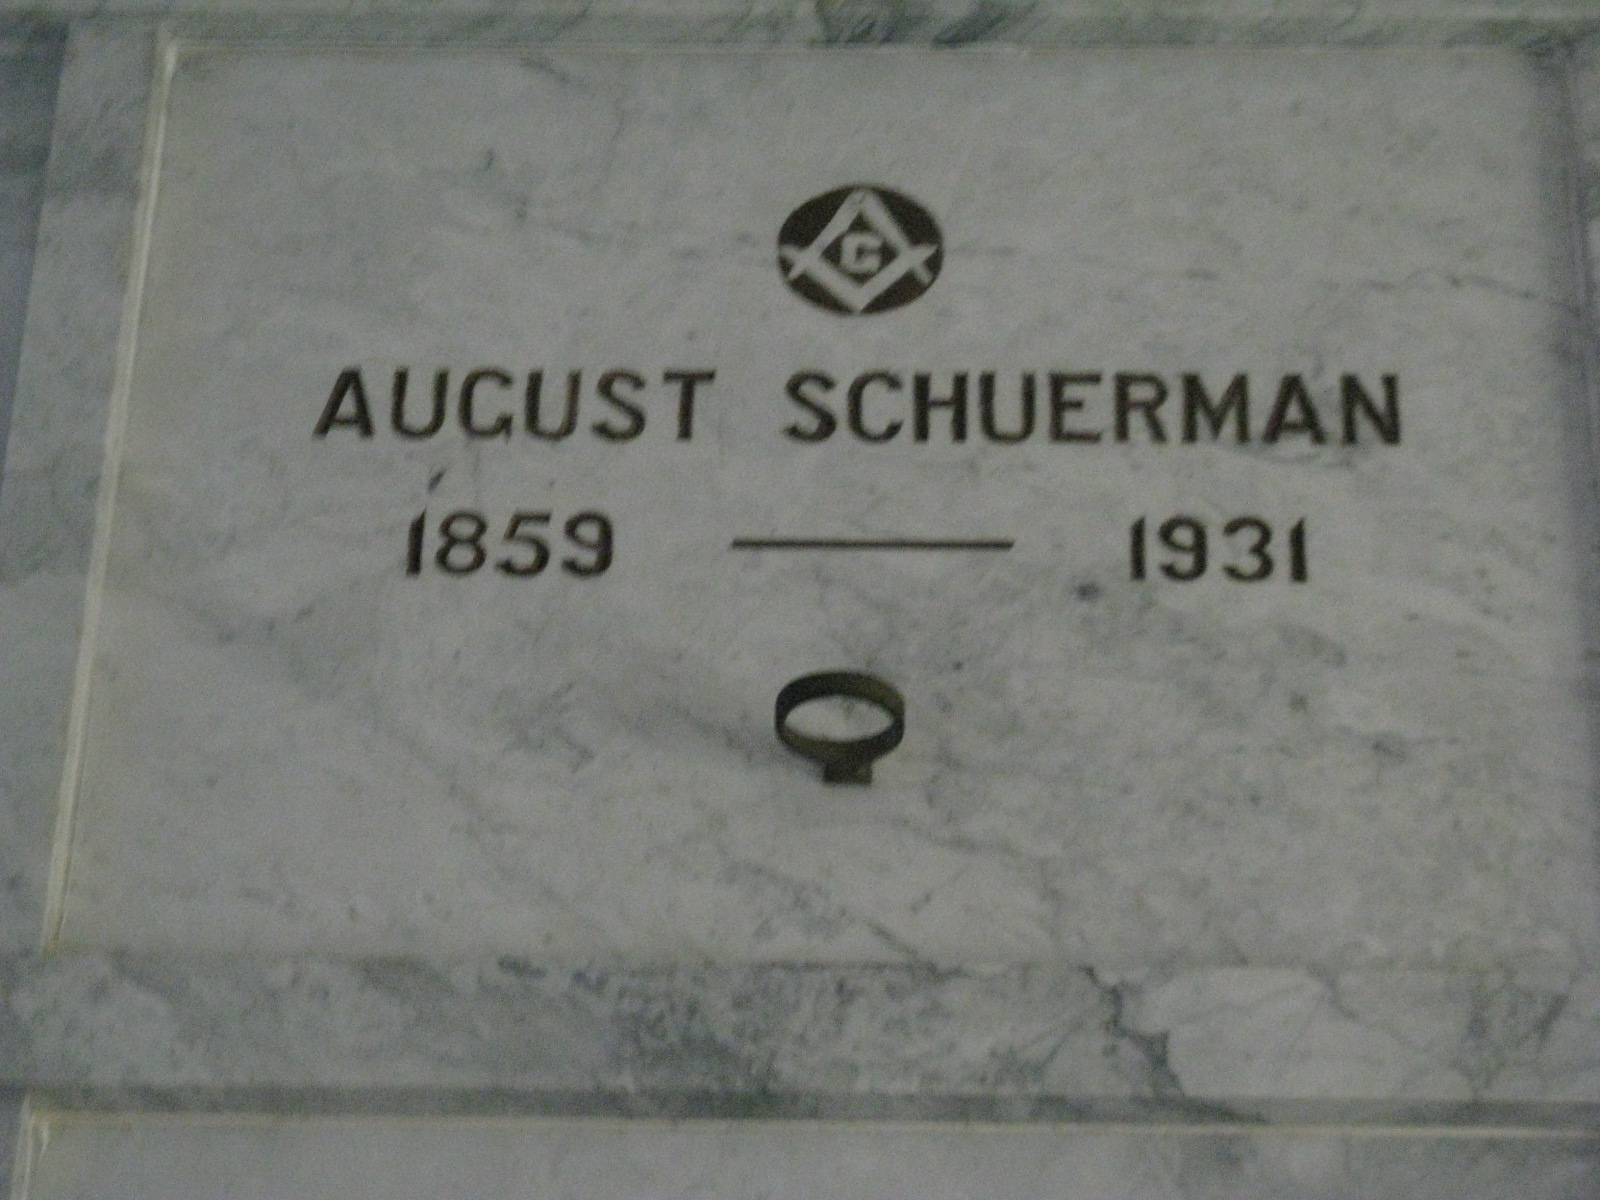 G
AUGUST SCHUERMAN
1859 — 1931